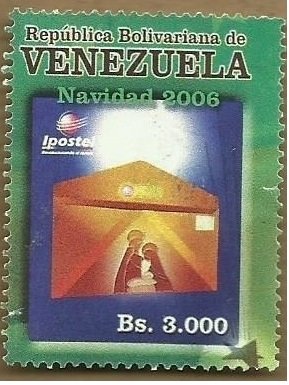 República Bolivariana de
VENEZUELA
Navidad 2006
Ipostel
Bs. 3.000